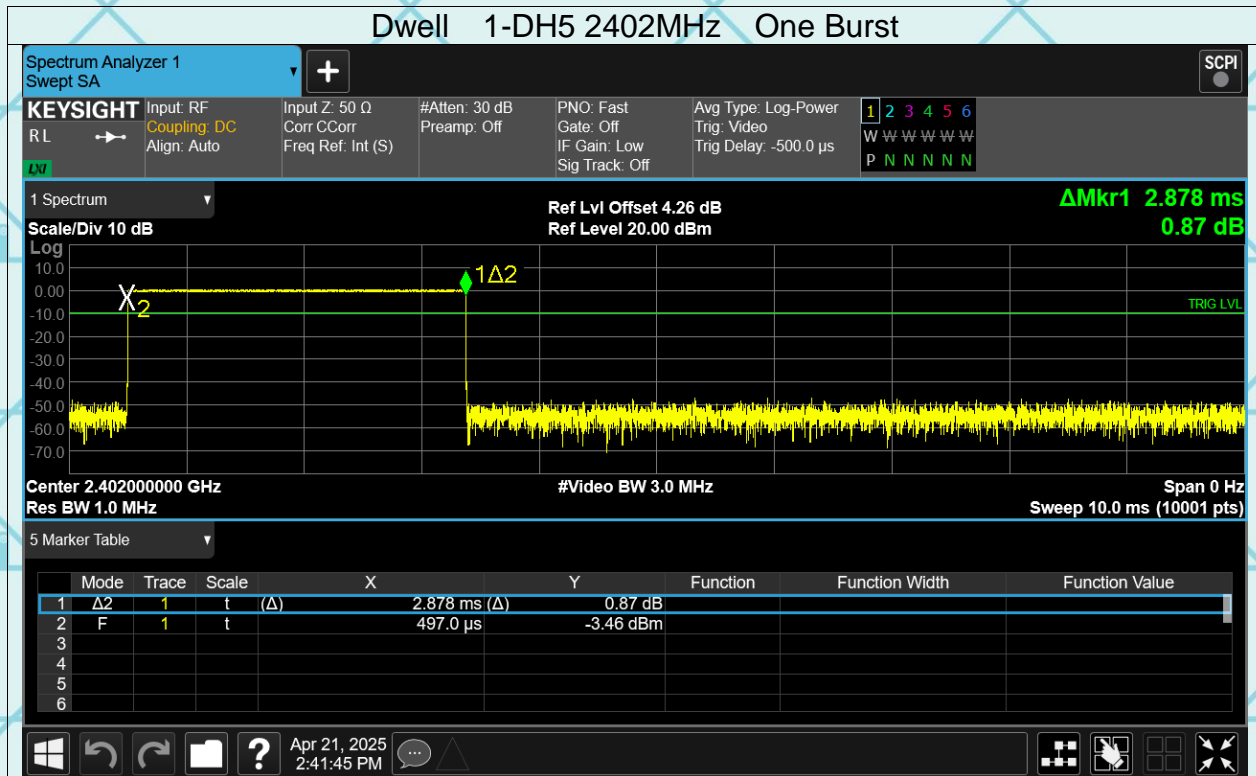 Dwell 1-DH5 2402MHz One Burst
Spectrum Analyzer 1
Swept SA
SCPI
KEYSIGHT
RL
LXI
Input: RF
Coupling: DC
Align: Auto
Input Z: 50 Ω
Corr CCorr
Freq Ref: Int (S)
#Atten: 30 dB
Preamp: Off
PNO: Fast
Gate: Off
IF Gain: Low
Sig Track: Off
Avg Type: Log-Power
Trig: Video
Trig Delay: -500.0 µs
1 2 3 4 5 6
W W W W W W
P N N N N N
1 Spectrum
Scale/Div 10 dB
Ref Lvl Offset 4.26 dB
Ref Level 20.00 dBm
ΔMkr1 2.878 ms
0.87 dB
Log
10.0
0.00
-10.0
-20.0
-30.0
-40.0
-50.0
-60.0
-70.0
1Δ2
2
TRIG LVL
Center 2.402000000 GHz
Res BW 1.0 MHz
#Video BW 3.0 MHz
Span 0 Hz
Sweep 10.0 ms (10001 pts)
5 Marker Table
Mode Trace Scale X Y Function Function Width Function Value
1 Δ2 1 t (Δ) 2.878 ms (Δ) 0.87 dB
2 F 1 t 497.0 µs -3.46 dBm
3
4
5
6
?
Apr 21, 2025
2:41:45 PM